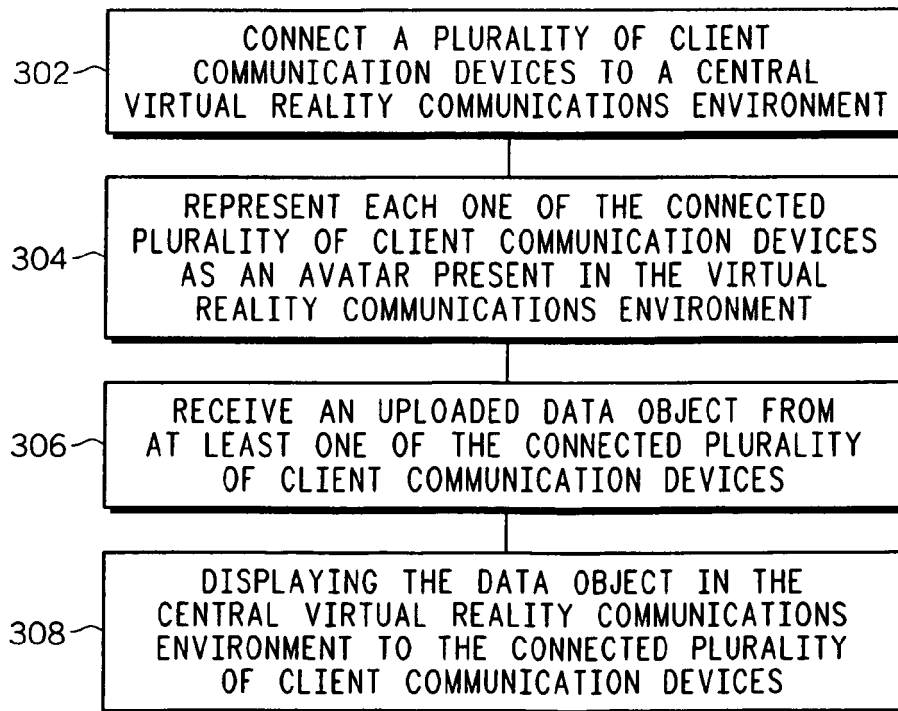 302
CONNECT A PLURALITY OF CLIENT
COMMUNICATION DEVICES TO A CENTRAL
VIRTUAL REALITY COMMUNICATIONS ENVIRONMENT
304
REPRESENT EACH ONE OF THE CONNECTED
PLURALITY OF CLIENT COMMUNICATION DEVICES
AS AN AVATAR PRESENT IN THE VIRTUAL
REALITY COMMUNICATIONS ENVIRONMENT
306
RECEIVE AN UPLOADED DATA OBJECT FROM
AT LEAST ONE OF THE CONNECTED PLURALITY
OF CLIENT COMMUNICATION DEVICES
308
DISPLAYING THE DATA OBJECT IN THE
CENTRAL VIRTUAL REALITY COMMUNICATIONS
ENVIRONMENT TO THE CONNECTED PLURALITY
OF CLIENT COMMUNICATION DEVICES